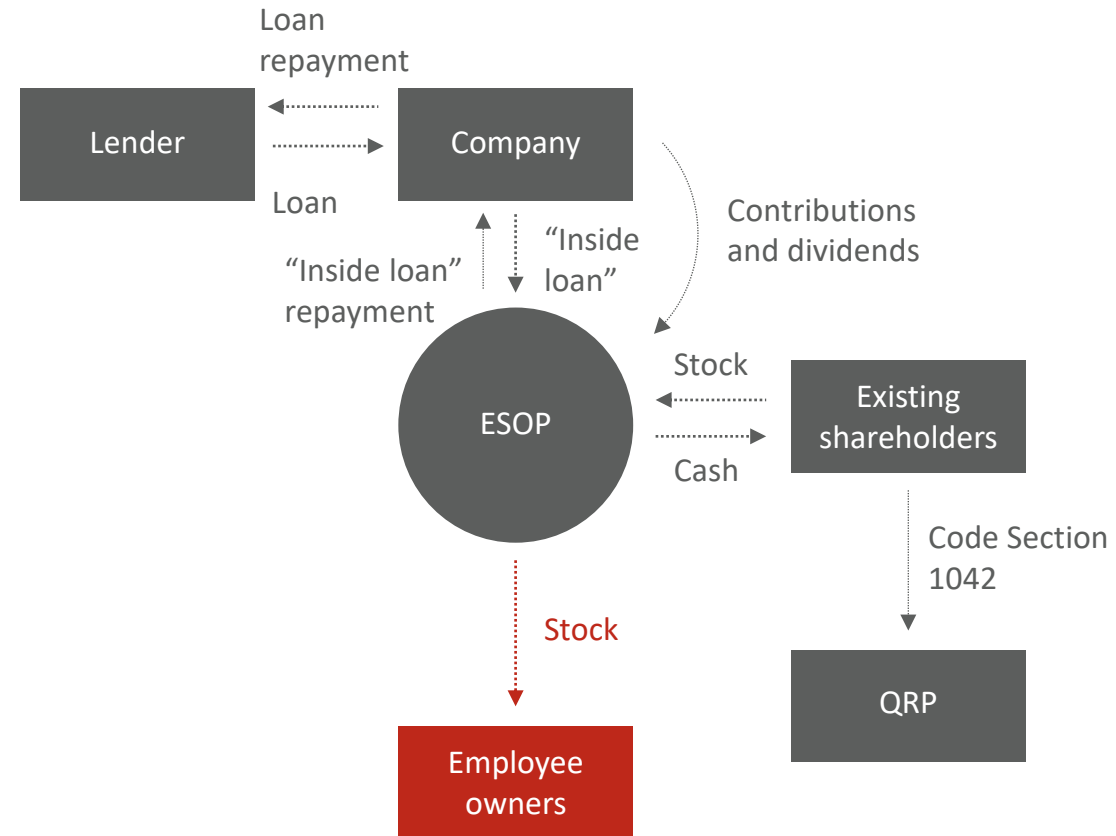 Loan
repayment
Lender
Company
Loan
“Inside loan”
repayment
“Inside
loan”
Contributions
and dividends
ESOP
Stock
Cash
Existing
shareholders
Code Section
1042
Stock
QRP
Employee
owners